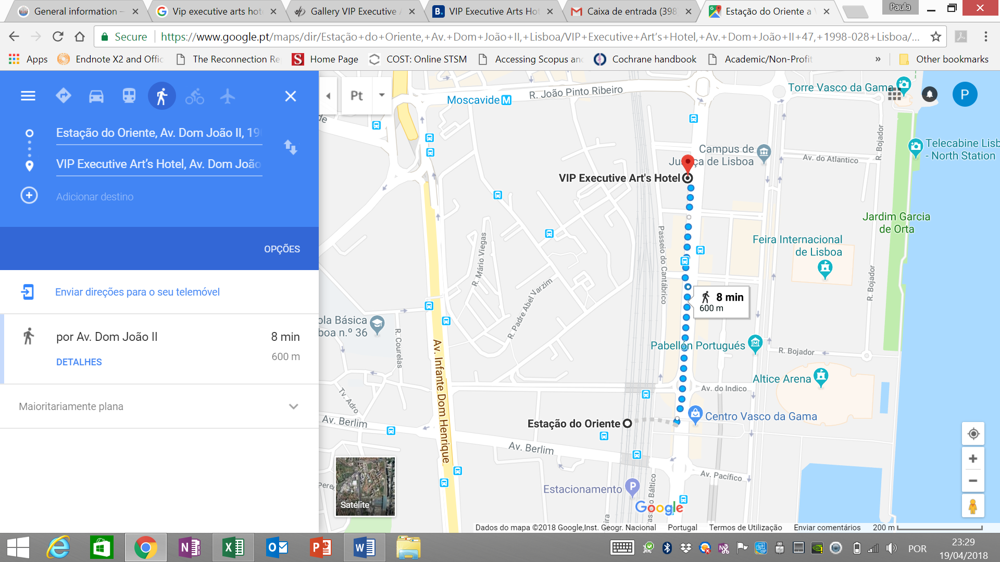 General information –
Vip executive arts hot
Gallery VIP Executive A
VIP Executive Arts Hot
Caixa de entrada (398
Estação do Oriente a V
Paula
Secure
https://www.google.pt/maps/dir/Estação+do+Oriente,+Av.+Dom+João+II,+Lisboa/VIP+Executive+Art's+Hotel,+Av.+Dom+João+II+47,+1998-028+Lisboa/...
Apps
Endnote X2 and Offic
The Reconnection Re
Home Page
COST: Online STSM
Accessing Scopus and
Cochrane handbook
Academic/Non-Profit
»
Other bookmarks
Estação do Oriente, Av. Dom João II, 19
VIP Executive Art's Hotel, Av. Dom João
Adicionar destino
OPÇÕES
Enviar direções para o seu telemóvel
por Av. Dom João II
8 min
DETALHES
600 m
Maioritariamente plana
Pt
Moscavide M
R. João Pinto Ribeiro
Torre Vasco da Gama
P
Telecabine Lisb
- North Station
R. Bojador
Campus de
Justiça de Lisboa
Av. do Atlantico
VIP Executive Art's Hotel
Jardim Garcia
de Orta
Feira Internacional
de Lisboa
Passeio do Cantábrico
R. Mário Viegas
R. Padre Abel Varzim
R. Bojador
8 min
600 m
ola Básica
boa n.º 36
R. Courelas
Pabellón Portugués
R. Bojador
Av. Infante Dom Henrique
Altice Arena
Av. do Indico
Tv. Adro
Av. Berlim
Estação do Oriente
Centro Vasco da Gama
Av. Berlim
Av. Pacífico
Estacionamento
P
Satélite
Google
Dados do mapa ©2018 Google,Inst. Geogr. Nacional
Portugal
Termos de Utilização
Enviar comentários
200 m
POR
23:29
19/04/2018